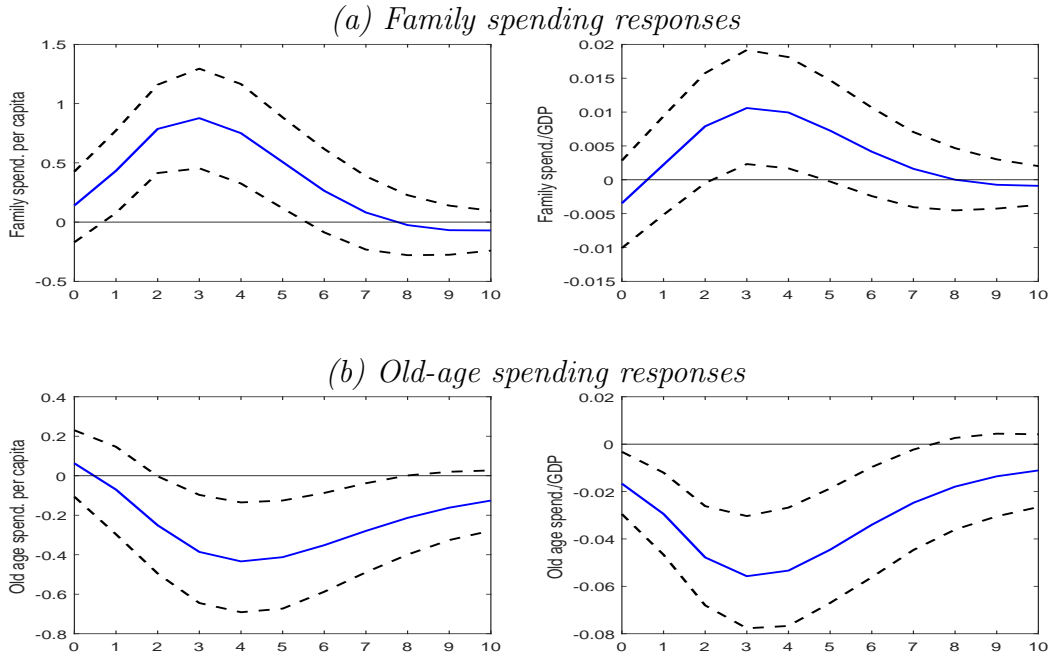 (a) Family spending responses
Family spend. per capita
1.5
1
0.5
0
-0.5
0 1 2 3 4 5 6 7 8 9 10
Family spend./GDP
0.02
0.015
0.01
0.005
0
-0.005
-0.01
-0.015
0 1 2 3 4 5 6 7 8 9 10
(b) Old-age spending responses
Old age spend. per capita
0.4
0.2
0
-0.2
-0.4
-0.6
-0.8
0 1 2 3 4 5 6 7 8 9 10
Old age spend./GDP
0.02
0
-0.02
-0.04
-0.06
-0.08
0 1 2 3 4 5 6 7 8 9 10